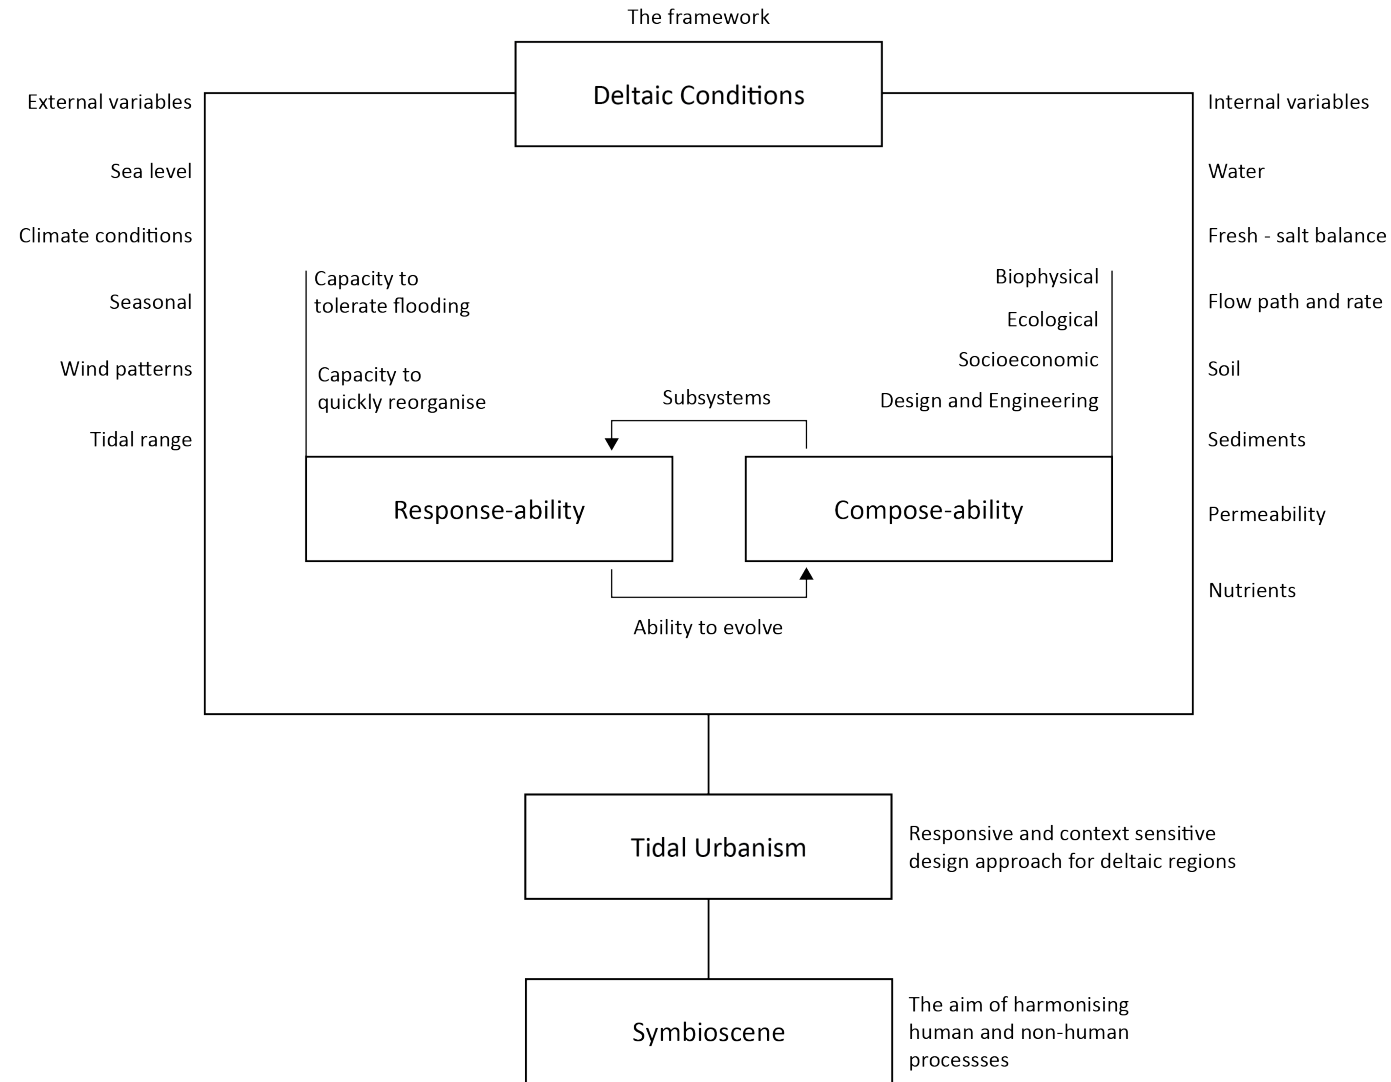 The framework
Deltaic Conditions
External variables
Sea level
Climate conditions
Seasonal
Wind patterns
Tidal range
Internal variables
Water
Fresh - salt balance
Flow path and rate
Soil
Sediments
Permeability
Nutrients
Capacity to
tolerate flooding
Capacity to
quickly reorganise
Biophysical
Ecological
Socioeconomic
Design and Engineering
Subsystems
Response-ability
Compose-ability
Ability to evolve
Tidal Urbanism
Responsive and context sensitive
design approach for deltaic regions
Symbioscene
The aim of harmonising
human and non-human
processses